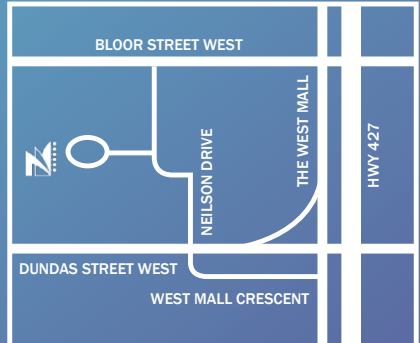 BLOOR STREET WEST
THE WEST MALL
HWY 427
NEILSON DRIVE
DUNDAS STREET WEST
WEST MALL CRESCENT